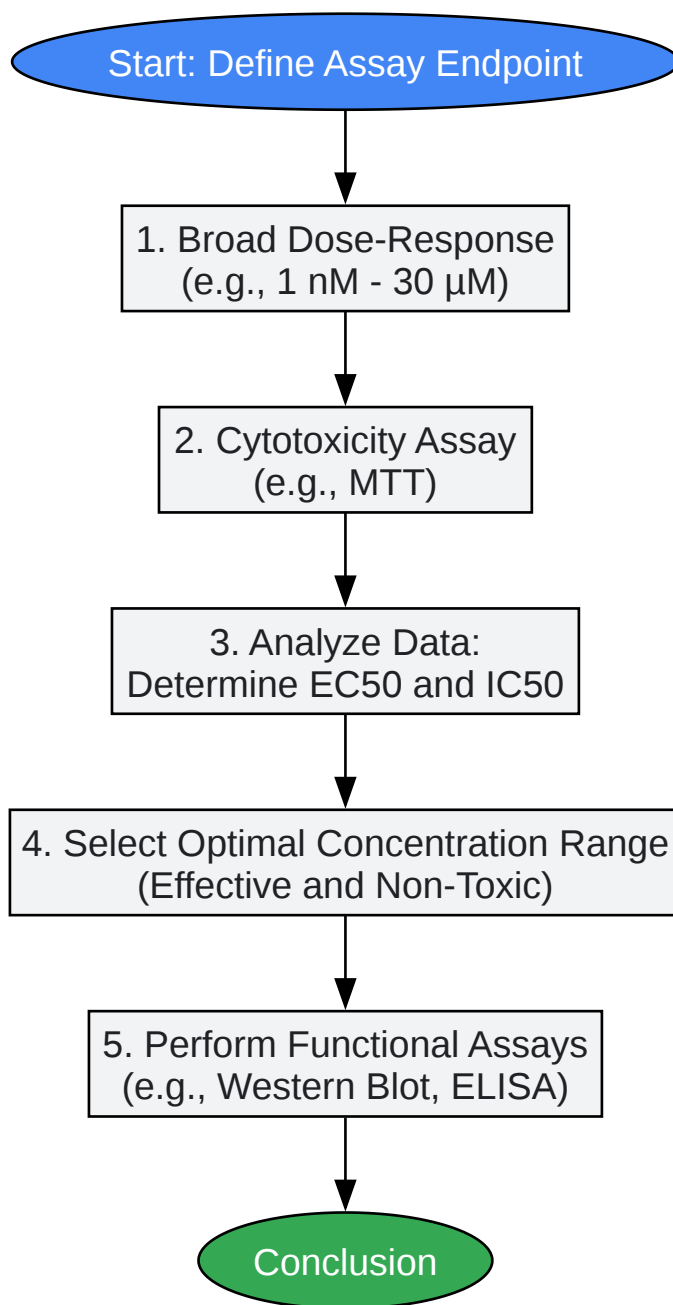 Start: Define Assay Endpoint
1. Broad Dose-Response
(e.g., 1 nM - 30 µM)
2. Cytotoxicity Assay
(e.g., MTT)
3. Analyze Data:
Determine EC50 and IC50
4. Select Optimal Concentration Range
(Effective and Non-Toxic)
5. Perform Functional Assays
(e.g., Western Blot, ELISA)
Conclusion